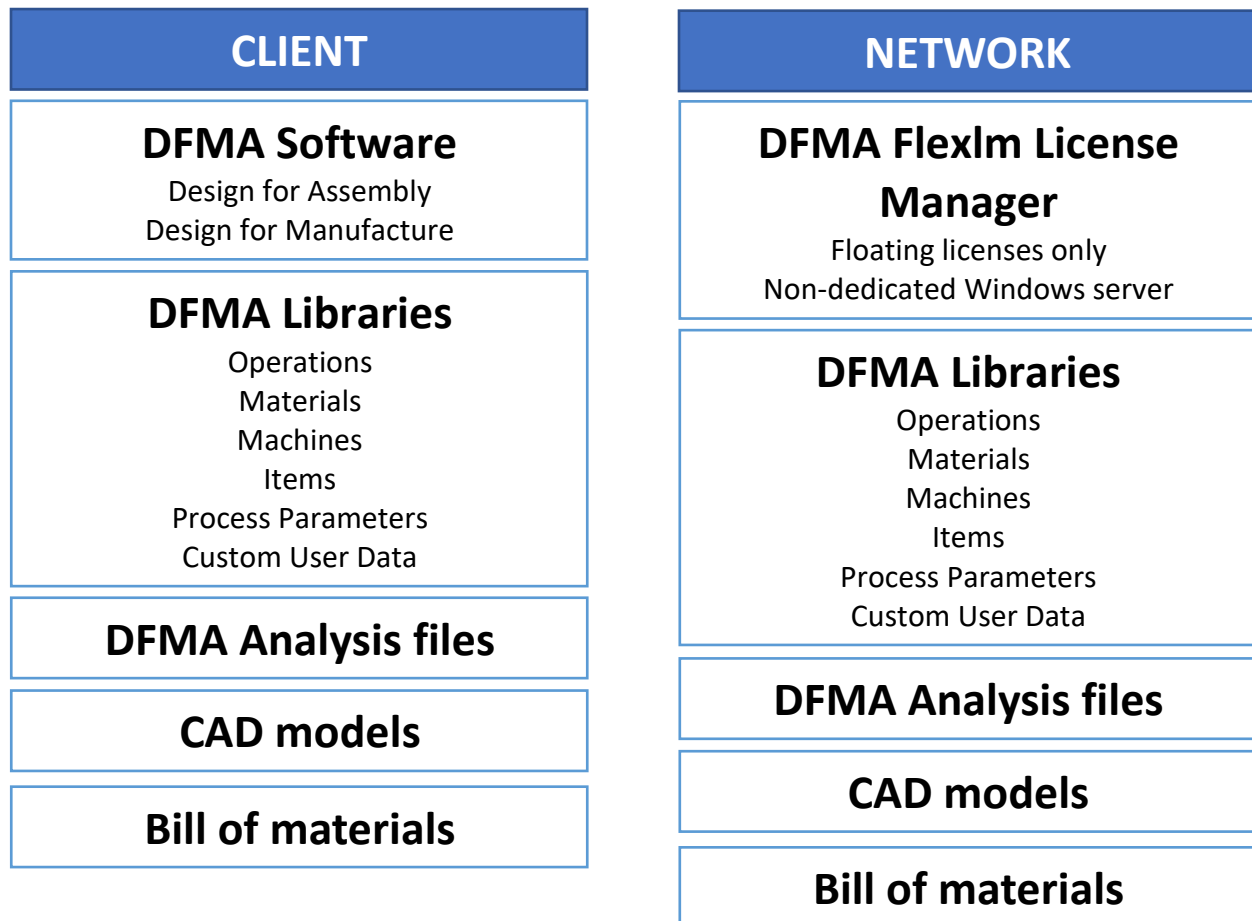 CLIENT
DFMA Software
Design for Assembly
Design for Manufacture
DFMA Libraries
Operations
Materials
Machines
Items
Process Parameters
Custom User Data
DFMA Analysis files
CAD models
Bill of materials
NETWORK
DFMA Flexlm License
Manager
Floating licenses only
Non-dedicated Windows server
DFMA Libraries
Operations
Materials
Machines
Items
Process Parameters
Custom User Data
DFMA Analysis files
CAD models
Bill of materials